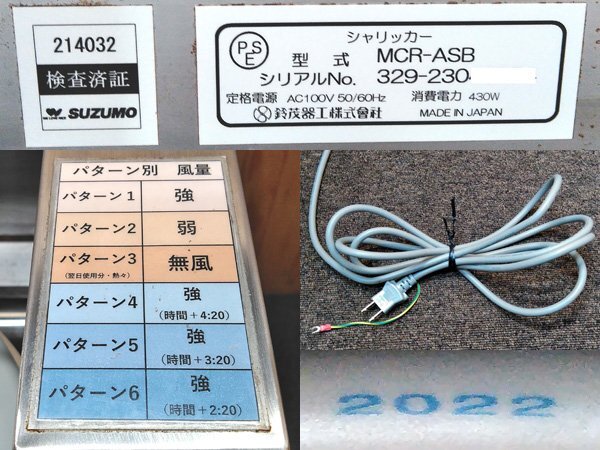 214032
検査済証
WE LOVE RICE SUZUMO
PSE
シャリッカー
型式 MCR-ASB
シリアルNo. 329-230
定格電源 AC100V 50/60Hz 消費電力 430W
鈴茂器工株式會社 MADE IN JAPAN
パターン別 風量
パターン1 強
パターン2 弱
パターン3 無風
(翌日使用分・熱々)
パターン4 強
(時間+4:20)
パターン5 強
(時間+3:20)
パターン6 強
(時間+2:20)
2022